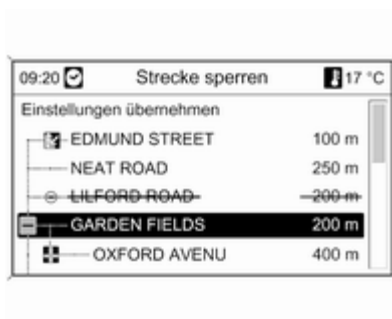 09:20 Strecke sperren 17 °C
Einstellungen übernehmen
EDMUND STREET 100 m
NEAT ROAD 250 m
LILFORD ROAD 200 m
GARDEN FIELDS 200 m
OXFORD AVENU 400 m